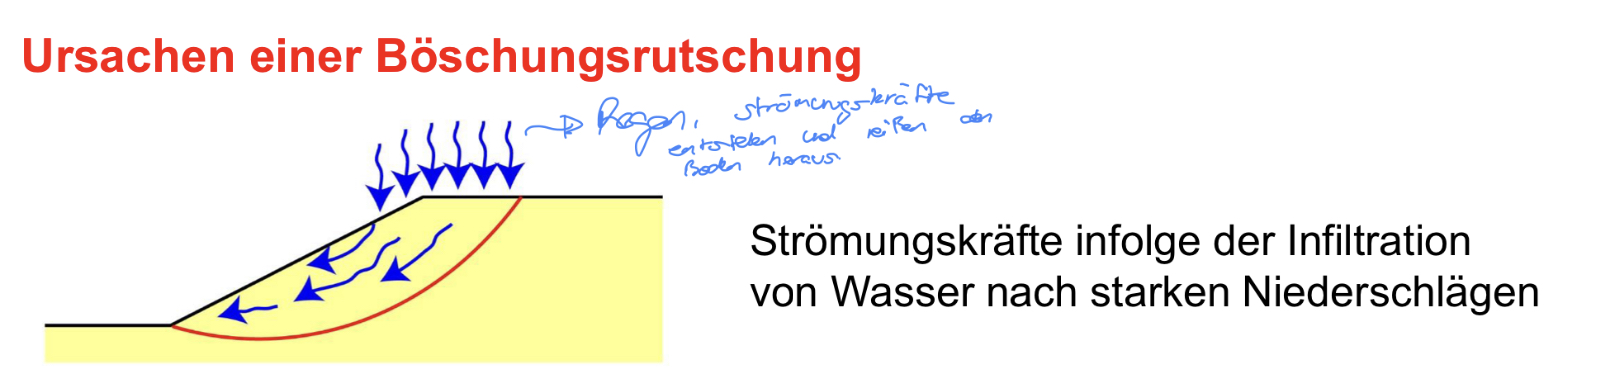 Ursachen einer Böschungsrutschung
Regen, strömungskräfte
entstehen und reißen den
Boden heraus
Strömungskräfte infolge der Infiltration
von Wasser nach starken Niederschlägen